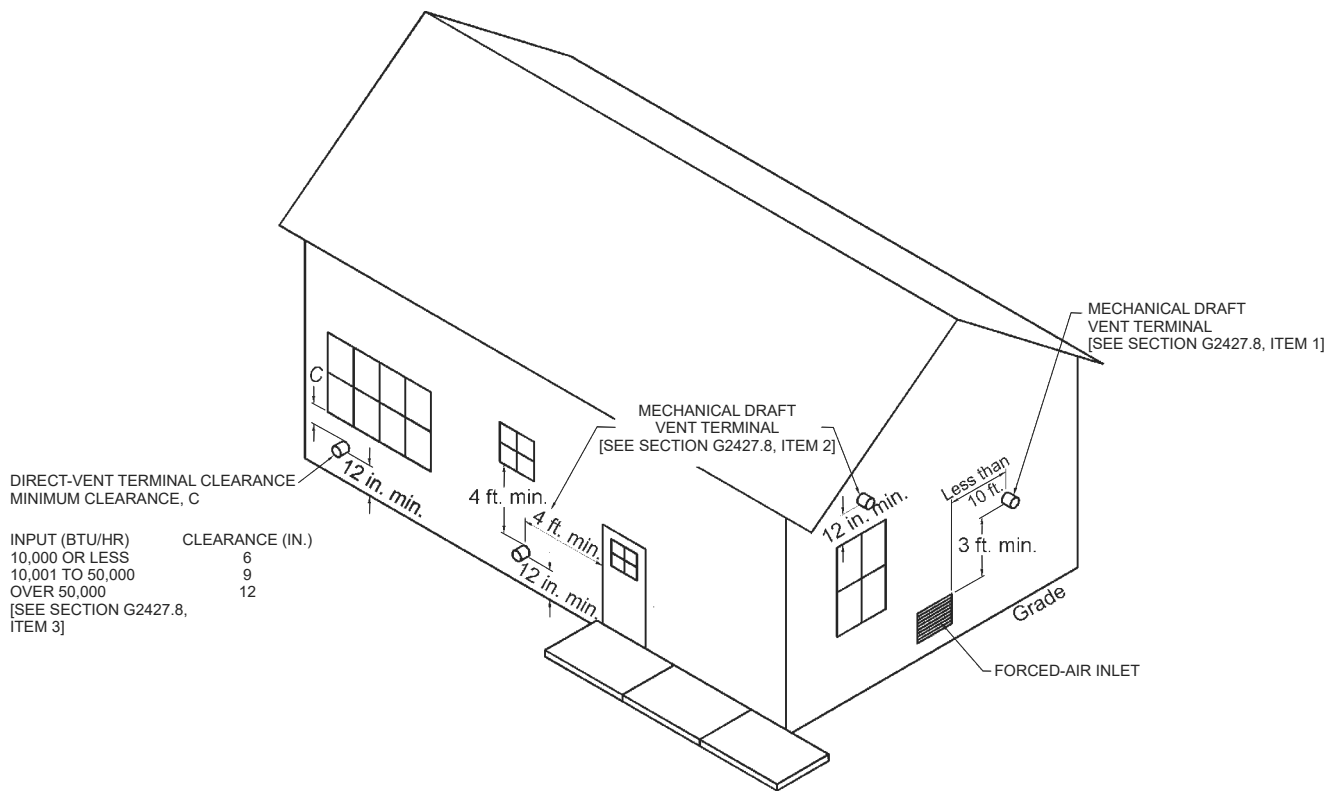 MECHANICAL DRAFT
VENT TERMINAL
[SEE SECTION G2427.8, ITEM 1]
C
MECHANICAL DRAFT
VENT TERMINAL
[SEE SECTION G2427.8, ITEM 2]
DIRECT-VENT TERMINAL CLEARANCE
MINIMUM CLEARANCE, C
12 in. min.
INPUT (BTU/HR) CLEARANCE (IN.)
10,000 OR LESS 6
10,001 TO 50,000 9
OVER 50,000 12
[SEE SECTION G2427.8,
ITEM 3]
4 ft. min.
4 ft. min.
12 in. min.
12 in. min.
Less than
10 ft.
3 ft. min.
Grade
FORCED-AIR INLET